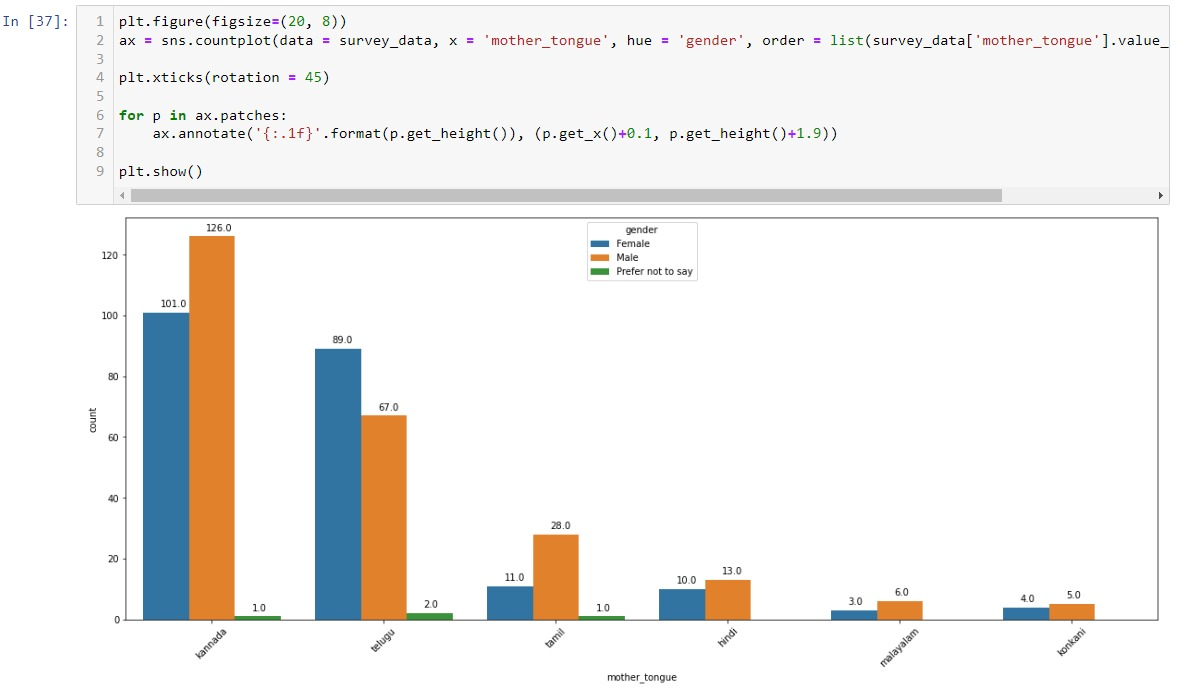 In [37]:
1 plt.figure(figsize=(20, 8))
2 ax = sns.countplot(data = survey_data, x = 'mother_tongue', hue = 'gender', order = list(survey_data['mother_tongue'].value_
3
4 plt.xticks(rotation = 45)
5
6 for p in ax.patches:
7     ax.annotate('{:.1f}'.format(p.get_height()), (p.get_x()+0.1, p.get_height()+1.9))
8
9 plt.show()
gender
Female
Male
Prefer not to say
count
120
100
80
60
40
20
0
101.0
126.0
1.0
89.0
67.0
2.0
11.0
28.0
1.0
10.0
13.0
3.0
6.0
4.0
5.0
kannada
telugu
tamil
hindi
malayalam
konkani
mother_tongue